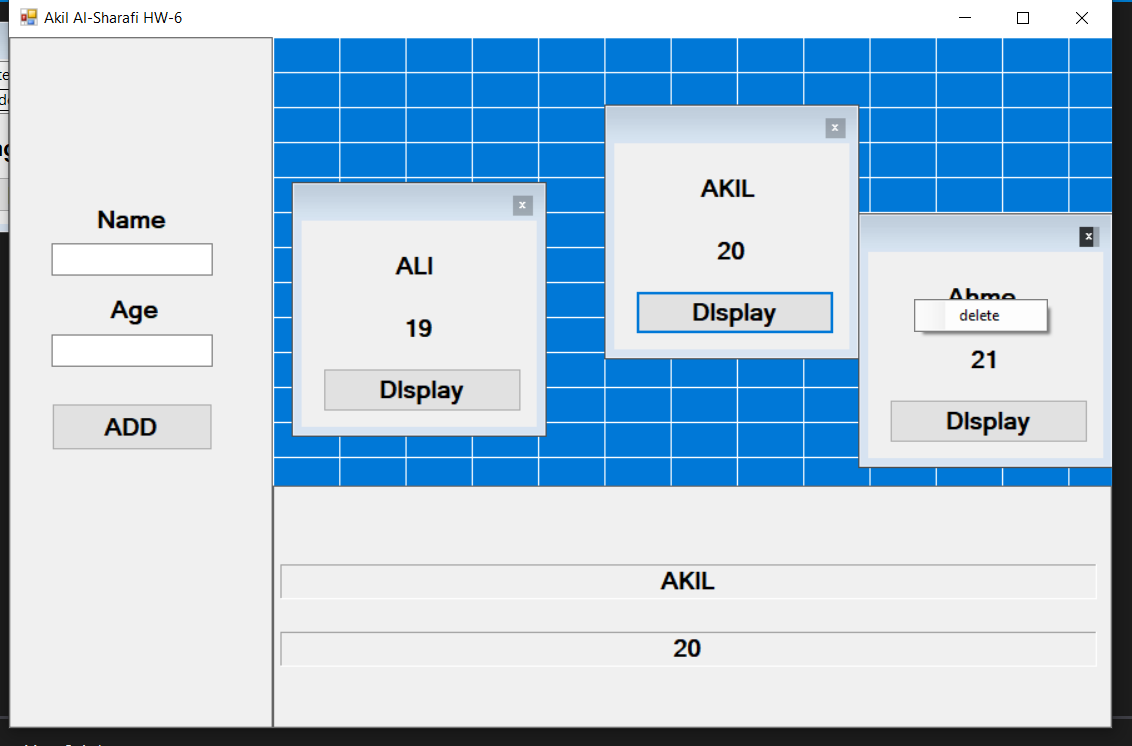 Akil Al-Sharafi HW-6
Name
Age
ADD
x
ALI
19
DIsplay
x
AKIL
20
DIsplay
x
delete
21
DIsplay
AKIL
20